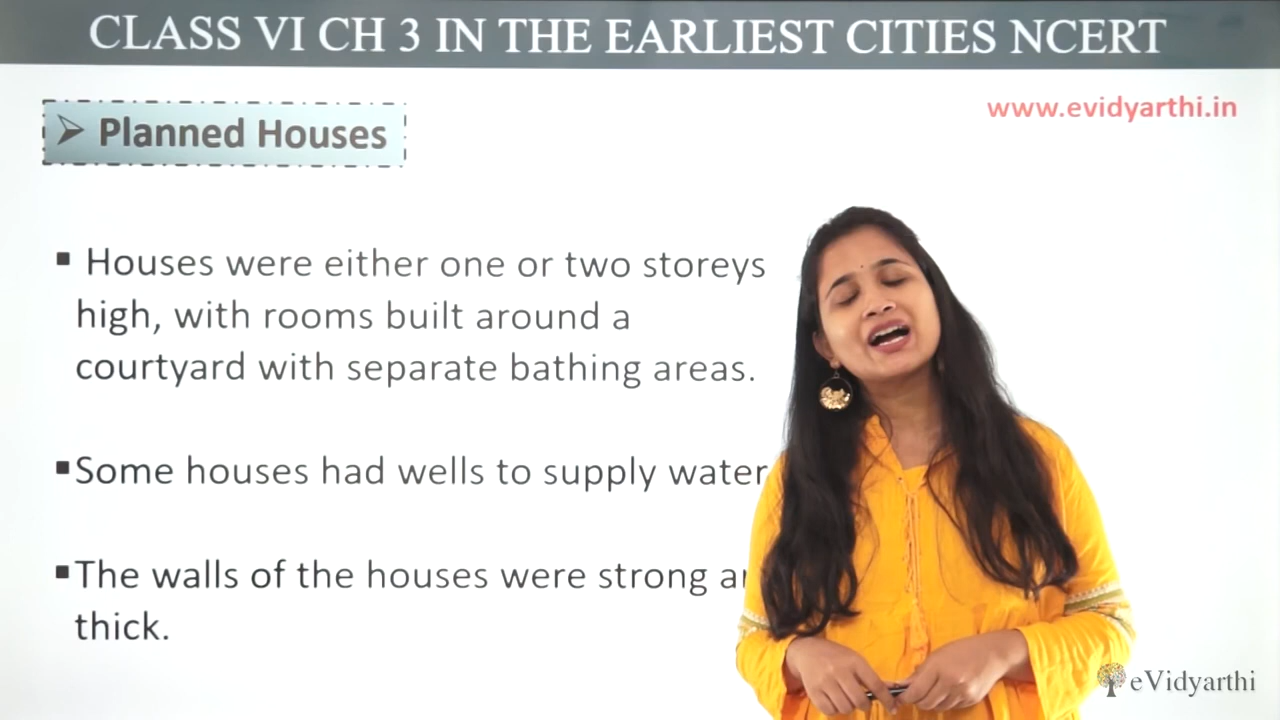 CLASS VI CH 3 IN THE EARLIEST CITIES NCERT
www.evidyarthi.in
➤ Planned Houses
▪ Houses were either one or two storeys
high, with rooms built around a
courtyard with separate bathing areas.
▪Some houses had wells to supply water
▪The walls of the houses were strong
thick.
eVidyarthi